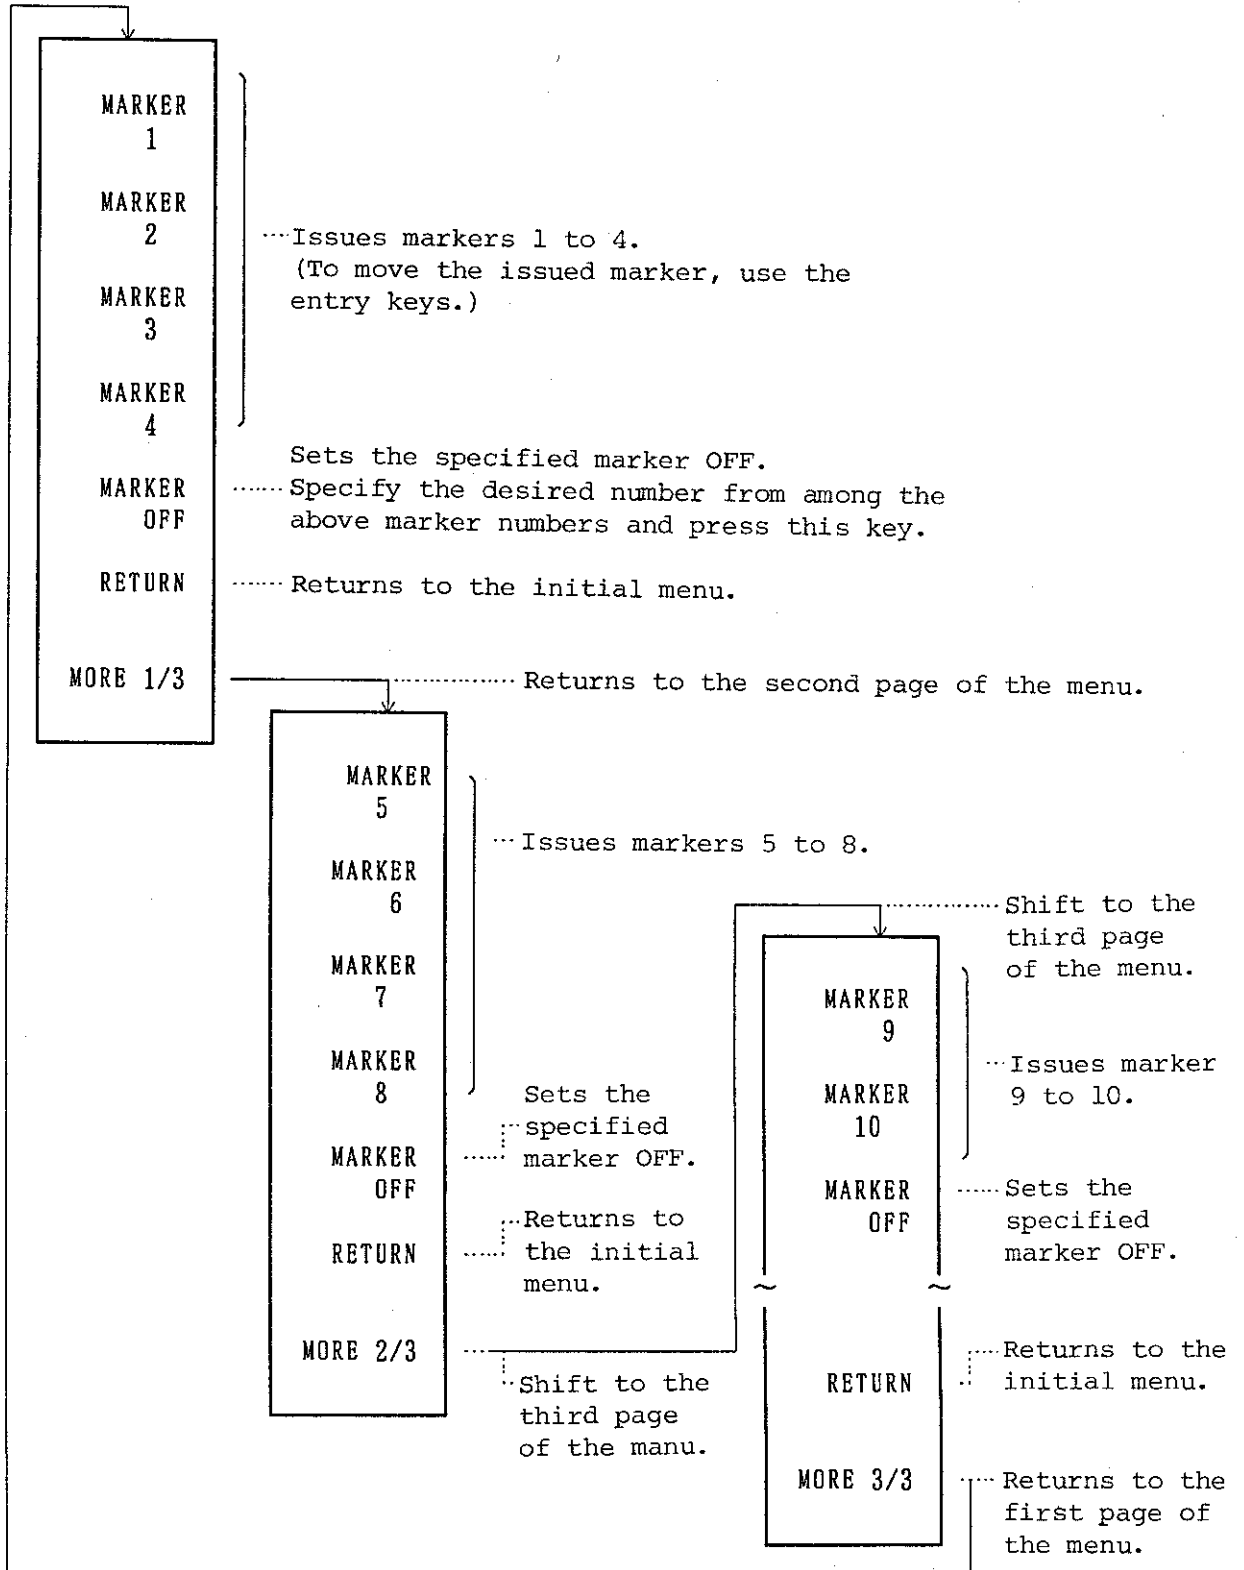 MARKER
1
MARKER
2
MARKER
3
MARKER
4
MARKER
OFF
RETURN
MORE 1/3
Issues markers 1 to 4.
(To move the issued marker, use the
entry keys.)
Sets the specified marker OFF.
Specify the desired number from among the
above marker numbers and press this key.
Returns to the initial menu.
Returns to the second page of the menu.
MARKER
5
MARKER
6
MARKER
7
MARKER
8
MARKER
OFF
RETURN
MORE 2/3
Issues markers 5 to 8.
Sets the
specified
marker OFF.
Returns to
the initial
menu.
Shift to the
third page
of the manu.
Shift to the
third page
of the menu.
MARKER
9
MARKER
10
MARKER
OFF
RETURN
MORE 3/3
Issues marker
9 to 10.
Sets the
specified
marker OFF.
Returns to the
initial menu.
Returns to the
first page of
the menu.